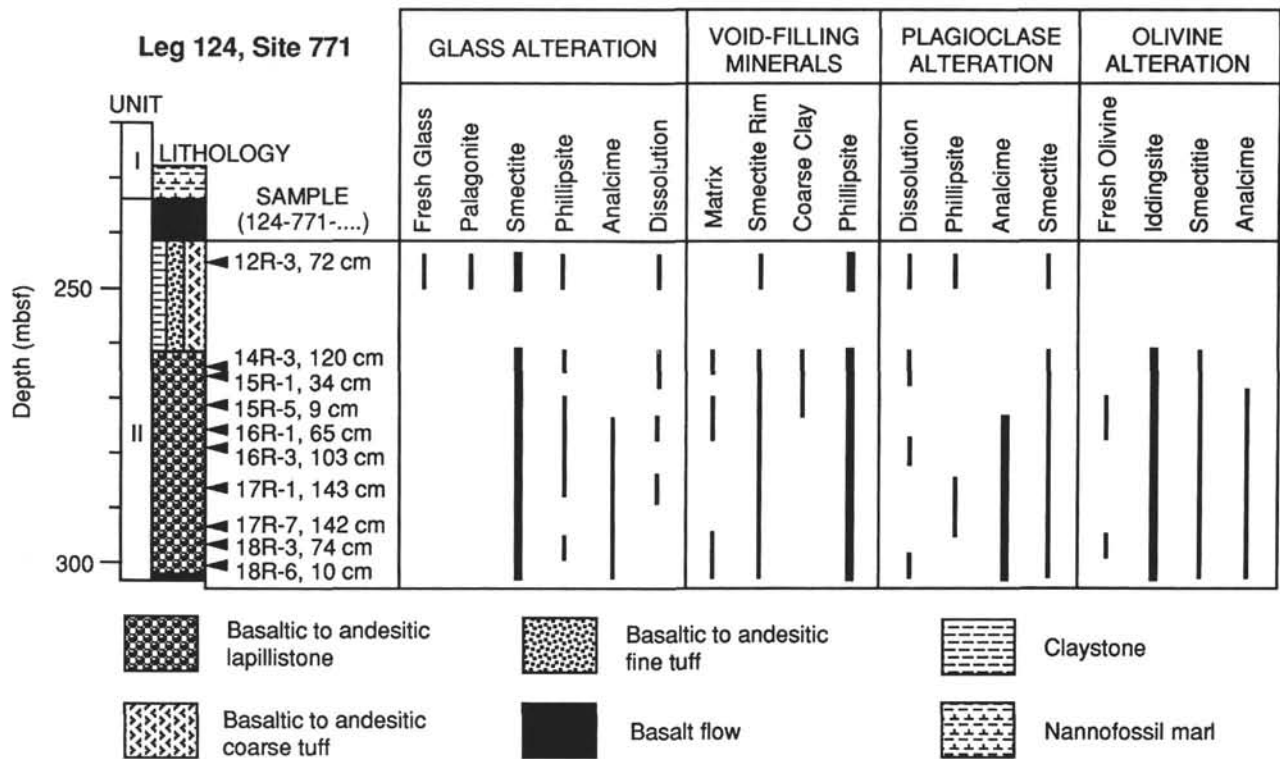 Leg 124, Site 771
GLASS ALTERATION
VOID-FILLING
MINERALS
PLAGIOCLASE
ALTERATION
OLIVINE
ALTERATION
UNIT
LITHOLOGY
SAMPLE
(124-771-....)
Fresh Glass
Palagonite
Smectite
Phillipsite
Analcime
Dissolution
Matrix
Smectite Rim
Coarse Clay
Phillipsite
Dissolution
Phillipsite
Analcime
Smectite
Fresh Olivine
Iddingsite
Smectitie
Analcime
I
II
Depth (mbsf)
250
300
12R-3, 72 cm
14R-3, 120 cm
15R-1, 34 cm
15R-5, 9 cm
16R-1, 65 cm
16R-3, 103 cm
17R-1, 143 cm
17R-7, 142 cm
18R-3, 74 cm
18R-6, 10 cm
Basaltic to andesitic
lapillistone
Basaltic to andesitic
fine tuff
Claystone
Basaltic to andesitic
coarse tuff
Basalt flow
Nannofossil marl